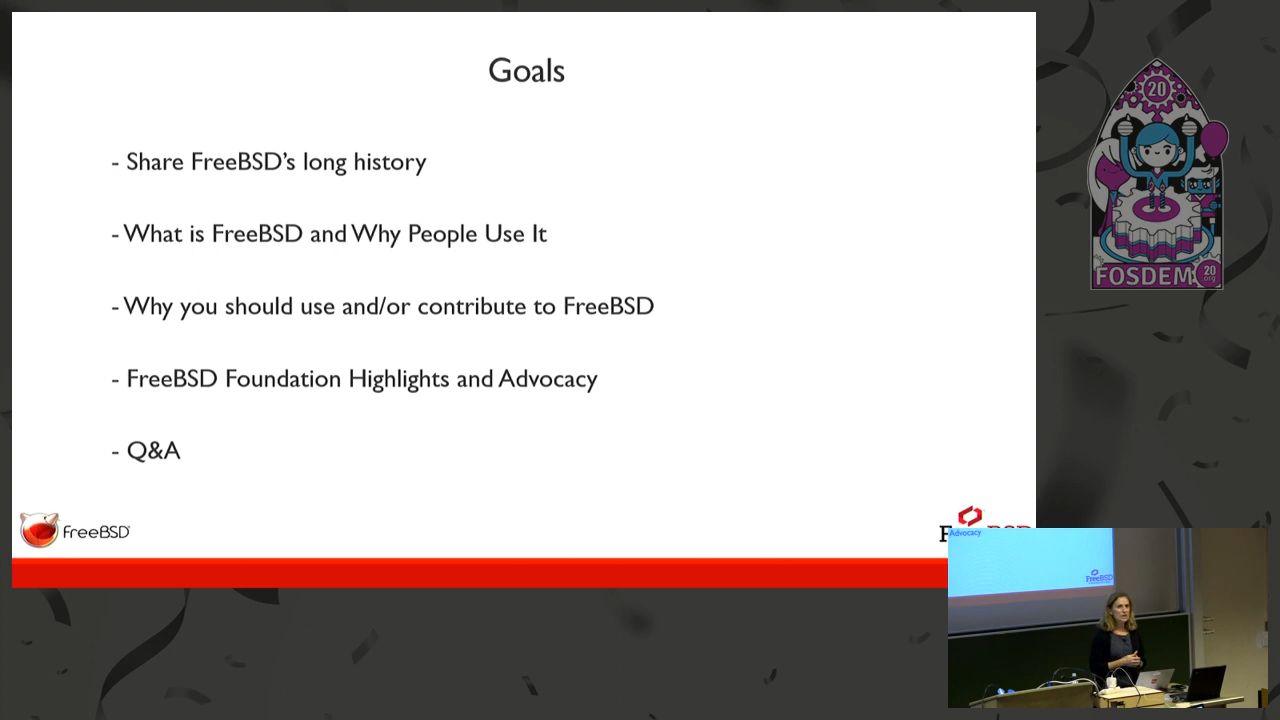 Goals
- Share FreeBSD's long history
- What is FreeBSD and Why People Use It
- Why you should use and/or contribute to FreeBSD
- FreeBSD Foundation Highlights and Advocacy
- Q&A
FreeBSD
20
FOSDEM
20
.org
Advocacy
FreeBSD